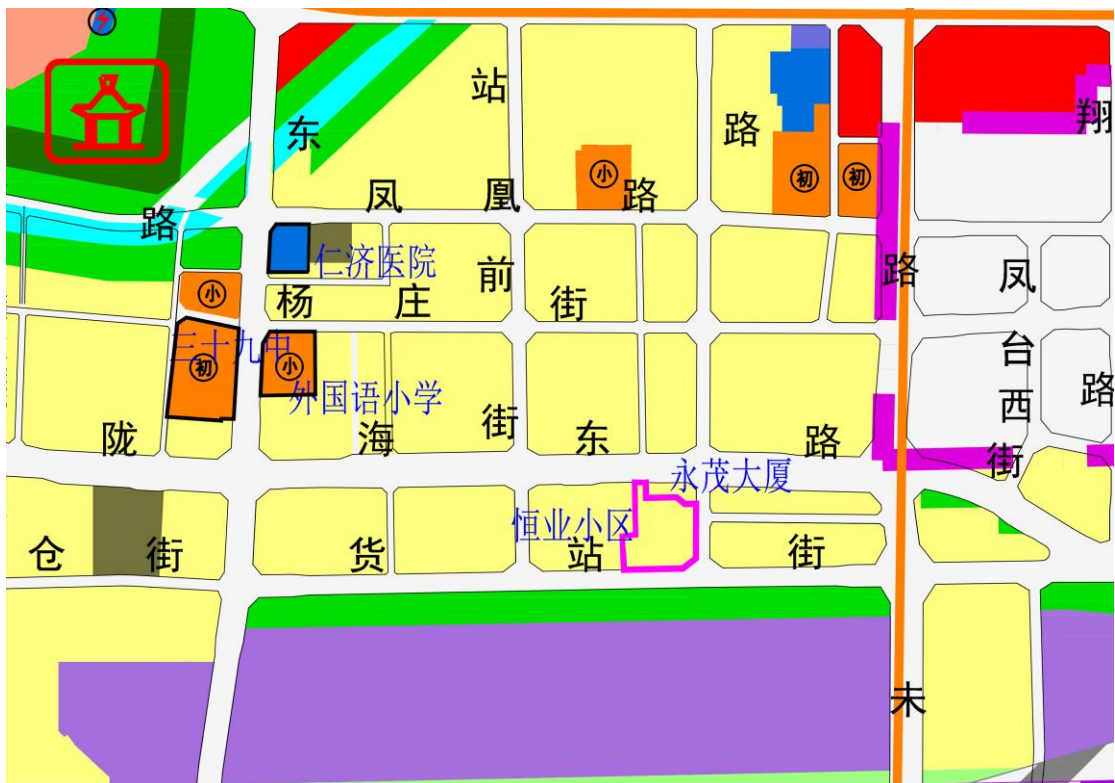 站
东
路
翔
凤凰路
小
初
初
路
仁济医院
路
凤
前
小
杨庄街
三十九中
初
小
台
外国语小学
西
路
街
陇海东路
街
永茂大厦
恒业小区
仓街
货站街
未